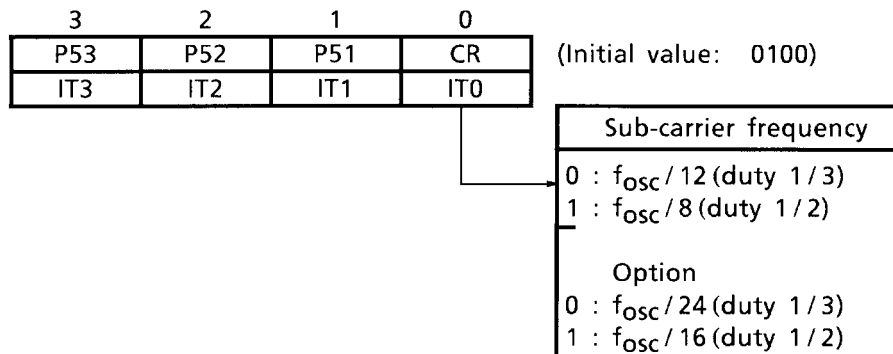 3 2 1 0
P53 P52 P51 CR (Initial value: 0100)
IT3 IT2 IT1 IT0
Sub-carrier frequency
0 : fosc / 12 (duty 1/3)
1 : fosc / 8 (duty 1/2)
Option
0 : fosc / 24 (duty 1/3)
1 : fosc / 16 (duty 1/2)